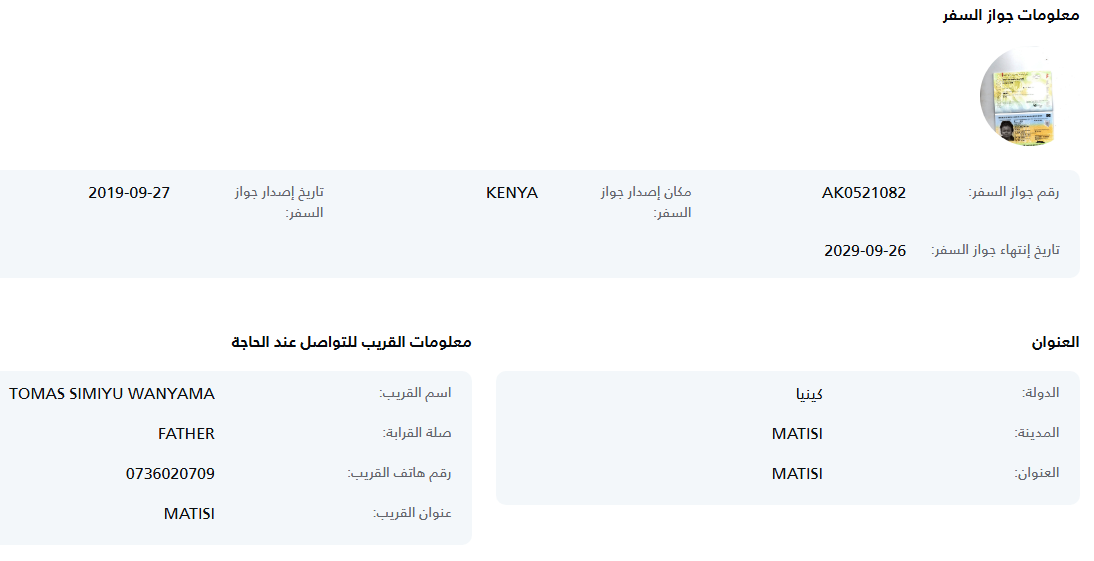 معلومات جواز السفر
رقم جواز السفر: AK0521082
مكان إصدار جواز السفر: KENYA
تاريخ إصدار جواز السفر: 2019-09-27
تاريخ إنتهاء جواز السفر: 2029-09-26
العنوان
الدولة: كينيا
المدينة: MATISI
العنوان: MATISI
معلومات القريب للتواصل عند الحاجة
اسم القريب: TOMAS SIMIYU WANYAMA
صلة القرابة: FATHER
رقم هاتف القريب: 0736020709
عنوان القريب: MATISI